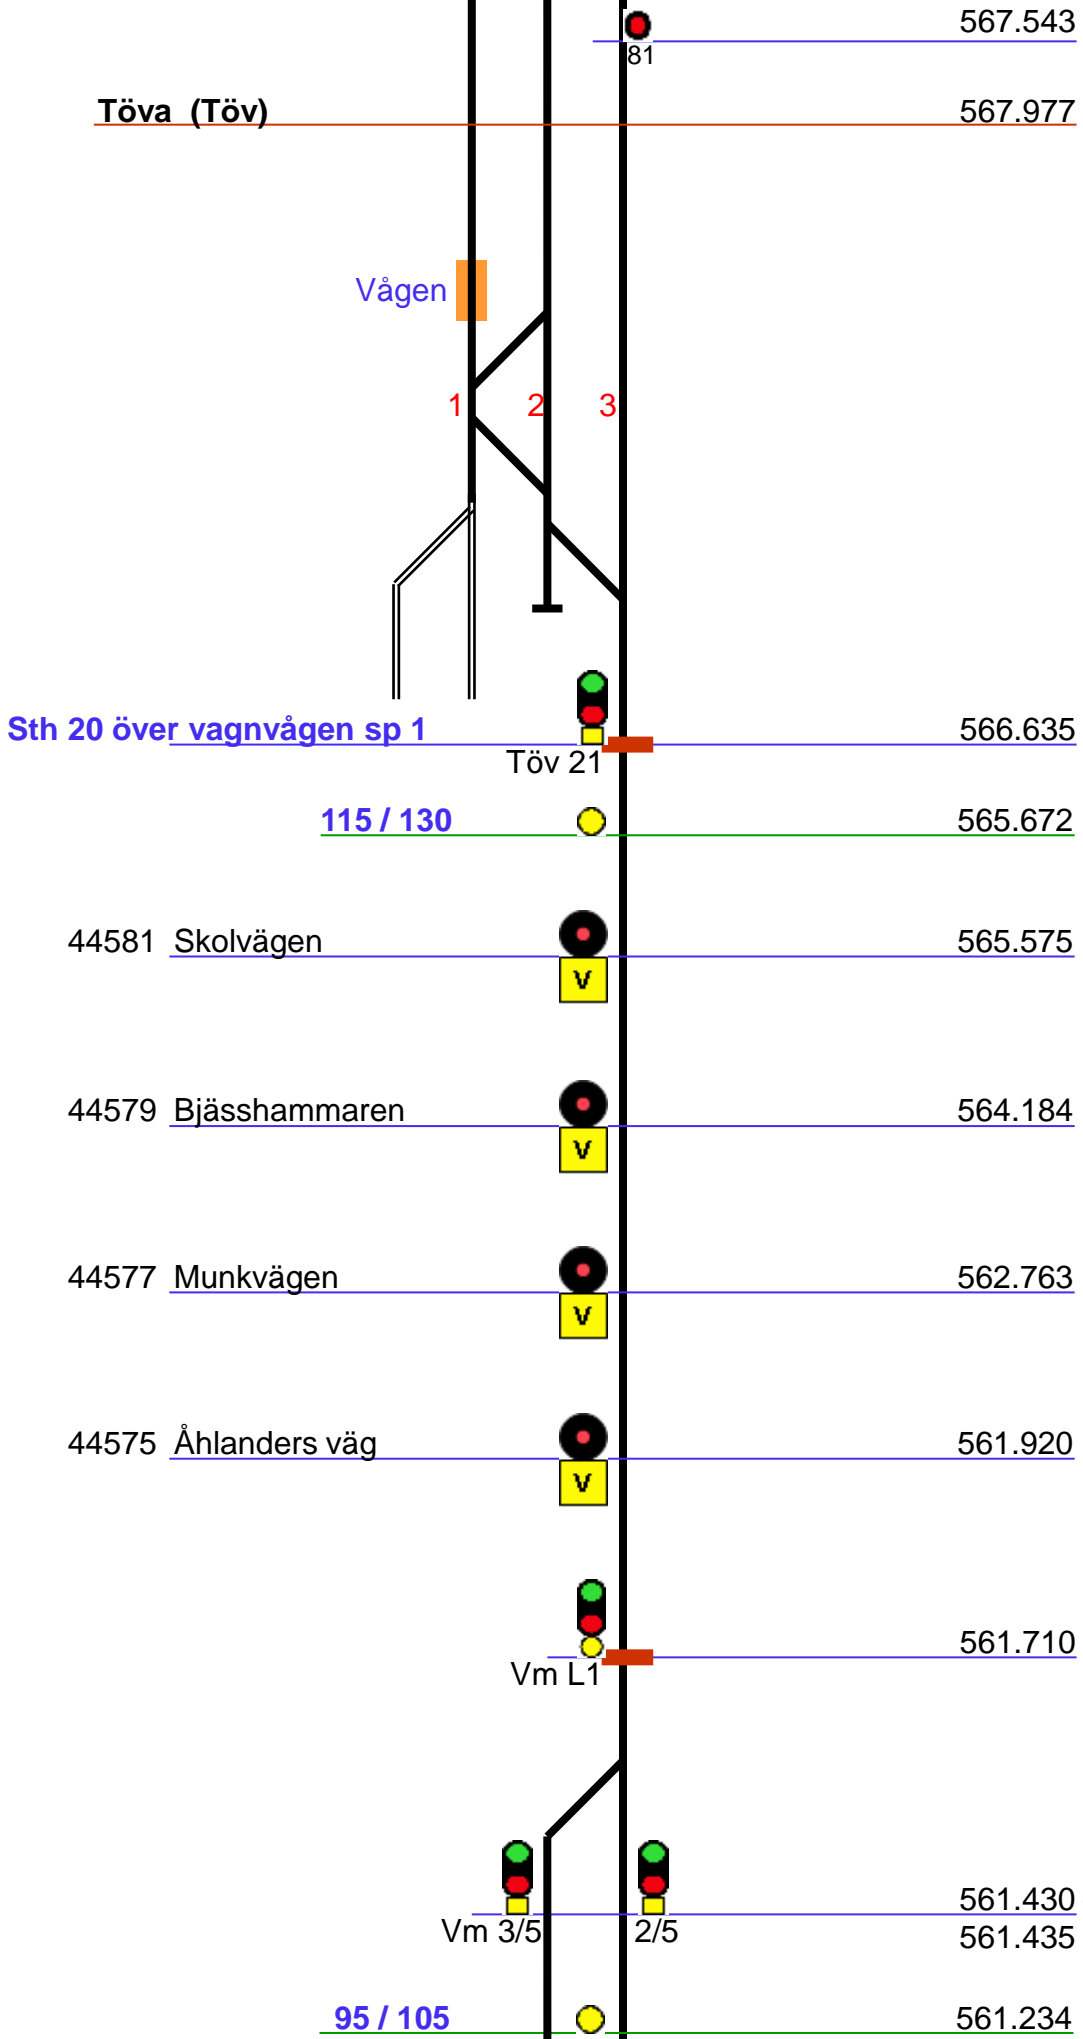 567.543
81
Töva (Töv) 567.977
Vågen
1 2 3
Sth 20 över vagnvågen sp 1 566.635
Töv 21
115 / 130 565.672
44581 Skolvägen 565.575
V
44579 Bjässhammaren 564.184
V
44577 Munkvägen 562.763
V
44575 Åhlanders väg 561.920
V
561.710
Vm L1
561.430
Vm 3/5 2/5 561.435
95 / 105 561.234